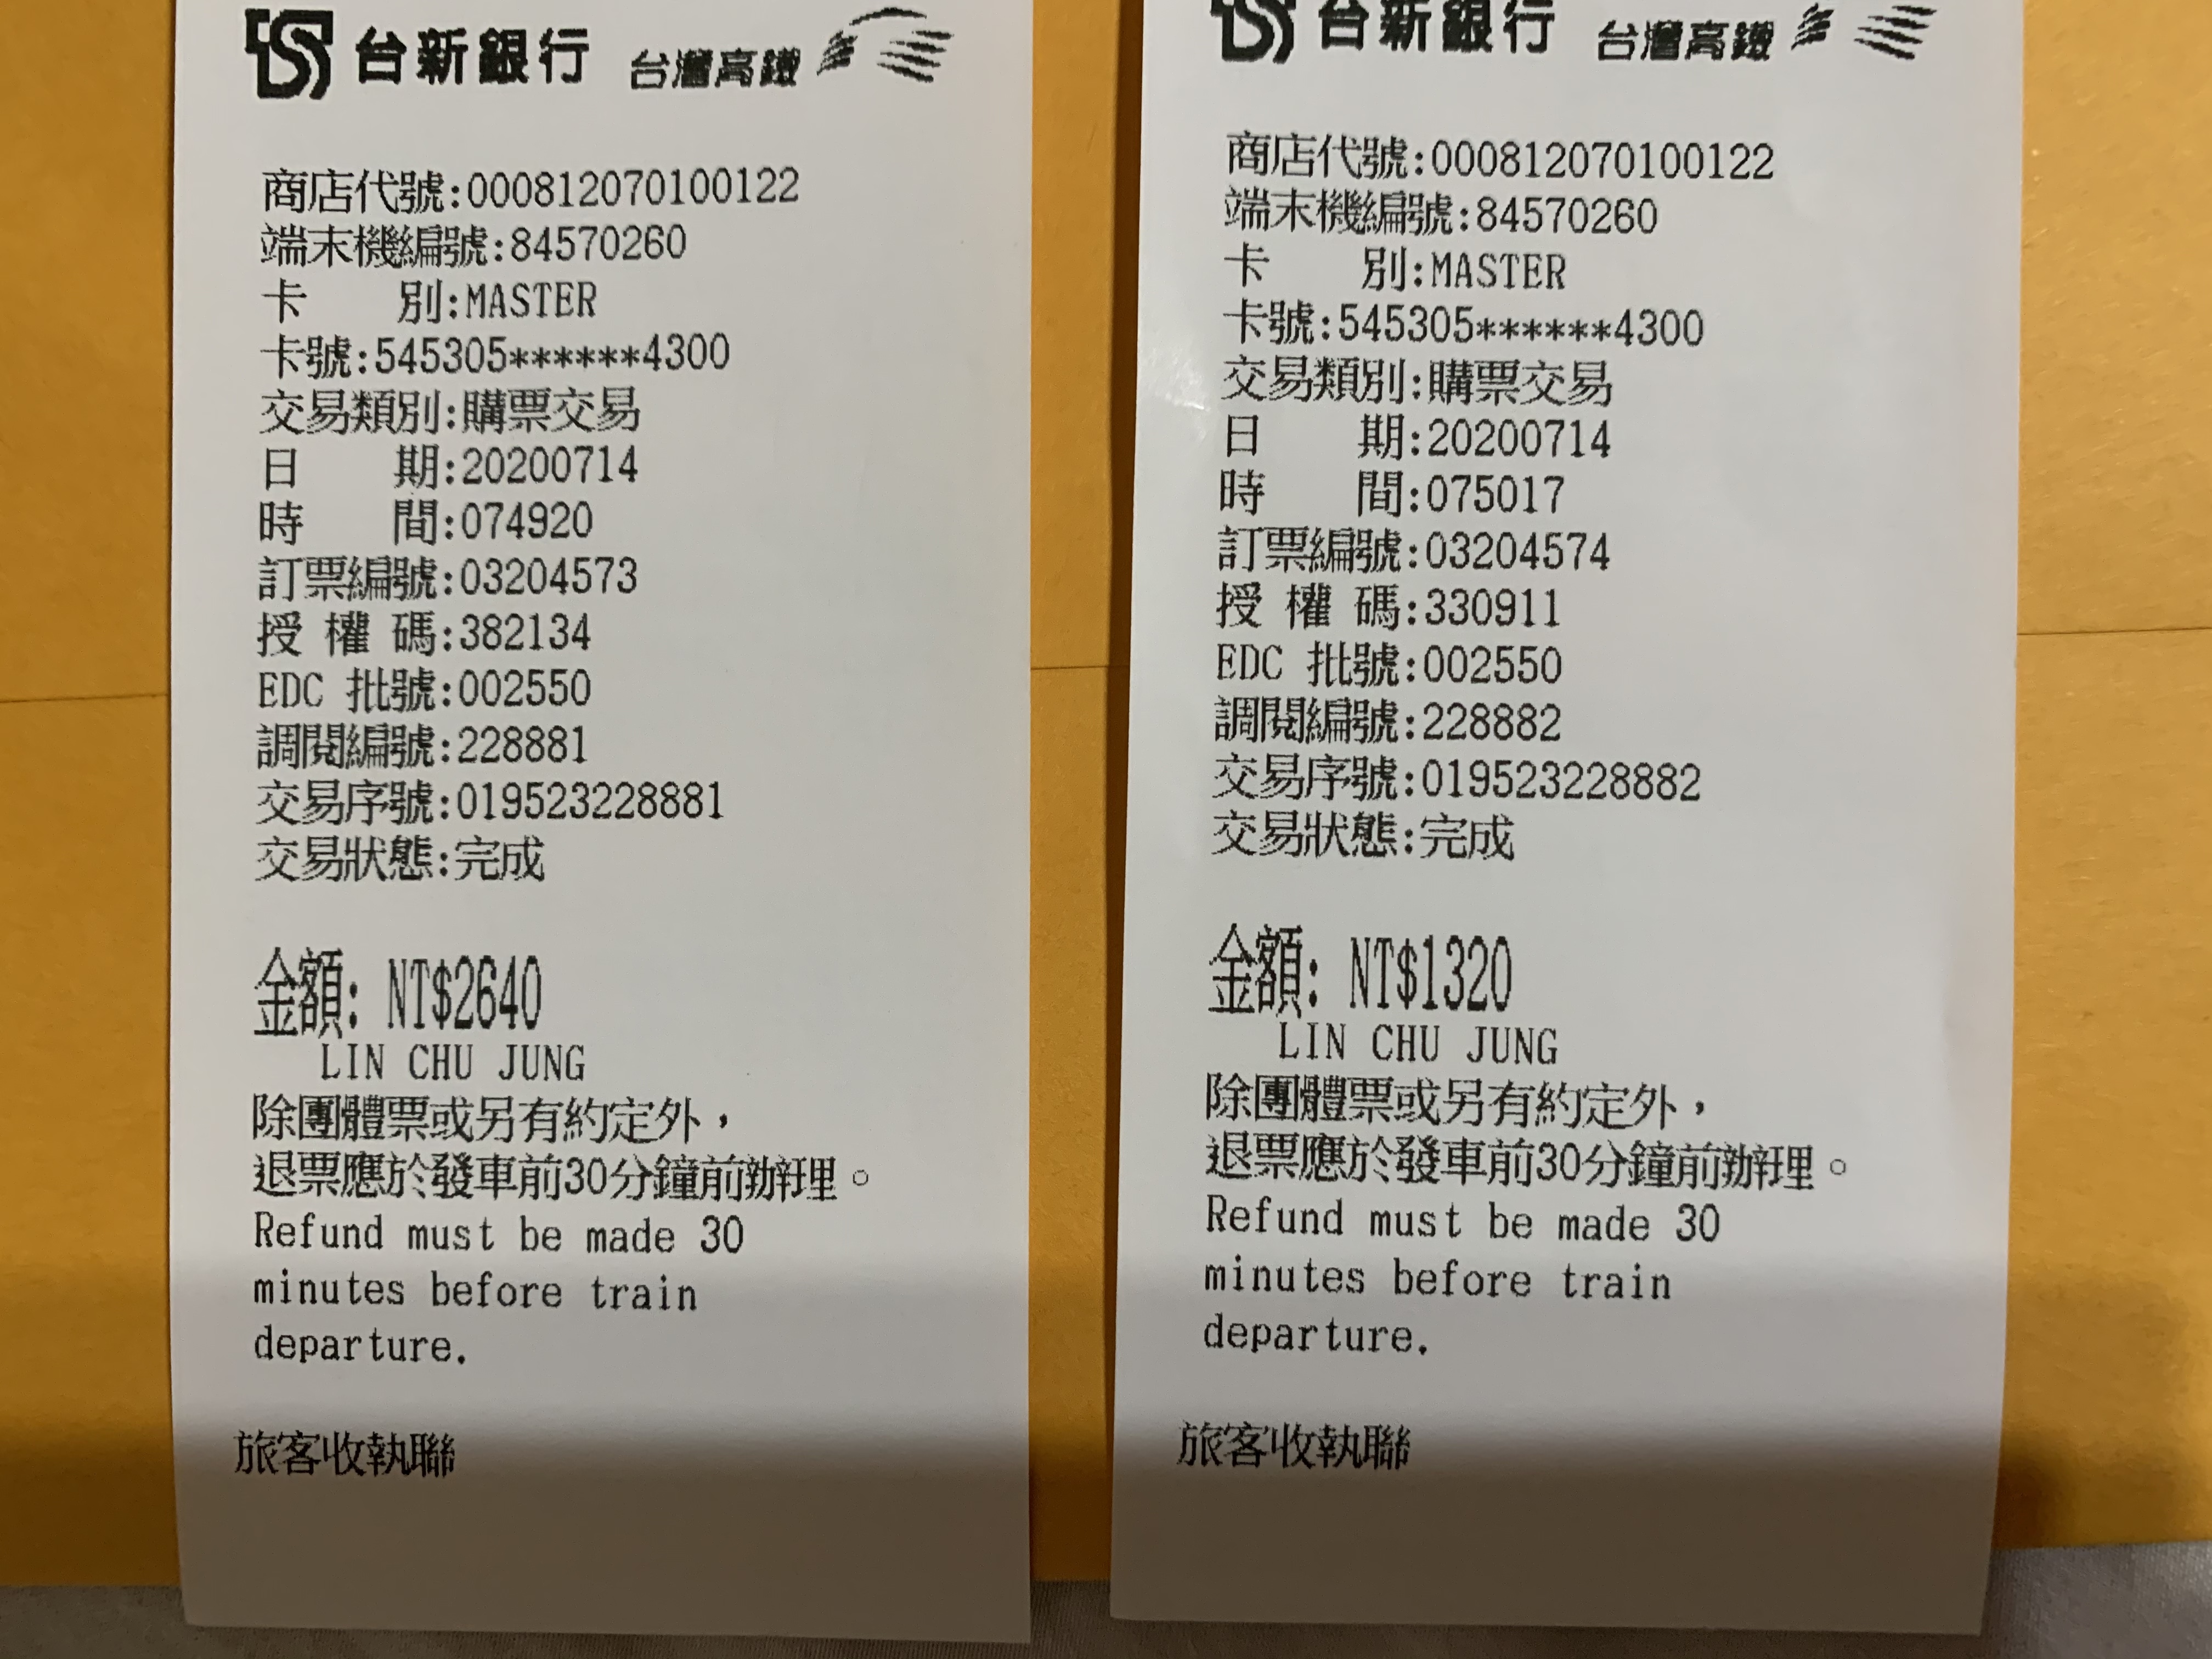 台新銀行 台灣高鐵
商店代號:000812070100122
端末機編號:84570260
卡 別:MASTER
卡號:545305******4300
交易類別:購票交易
日 期:20200714
時 間:074920
訂票編號:03204573
授 權 碼:382134
EDC 批號:002550
調閱編號:228881
交易序號:019523228881
交易狀態:完成
金額: NT$2640
LIN CHU JUNG
除團體票或另有約定外，
退票應於發車前30分鐘前辦理。
Refund must be made 30
minutes before train
departure.
旅客收執聯
台新銀行 台灣高鐵
商店代號:000812070100122
端末機編號:84570260
卡 別:MASTER
卡號:545305******4300
交易類別:購票交易
日 期:20200714
時 間:075017
訂票編號:03204574
授 權 碼:330911
EDC 批號:002550
調閱編號:228882
交易序號:019523228882
交易狀態:完成
金額: NT$1320
LIN CHU JUNG
除團體票或另有約定外，
退票應於發車前30分鐘前辦理。
Refund must be made 30
minutes before train
departure.
旅客收執聯